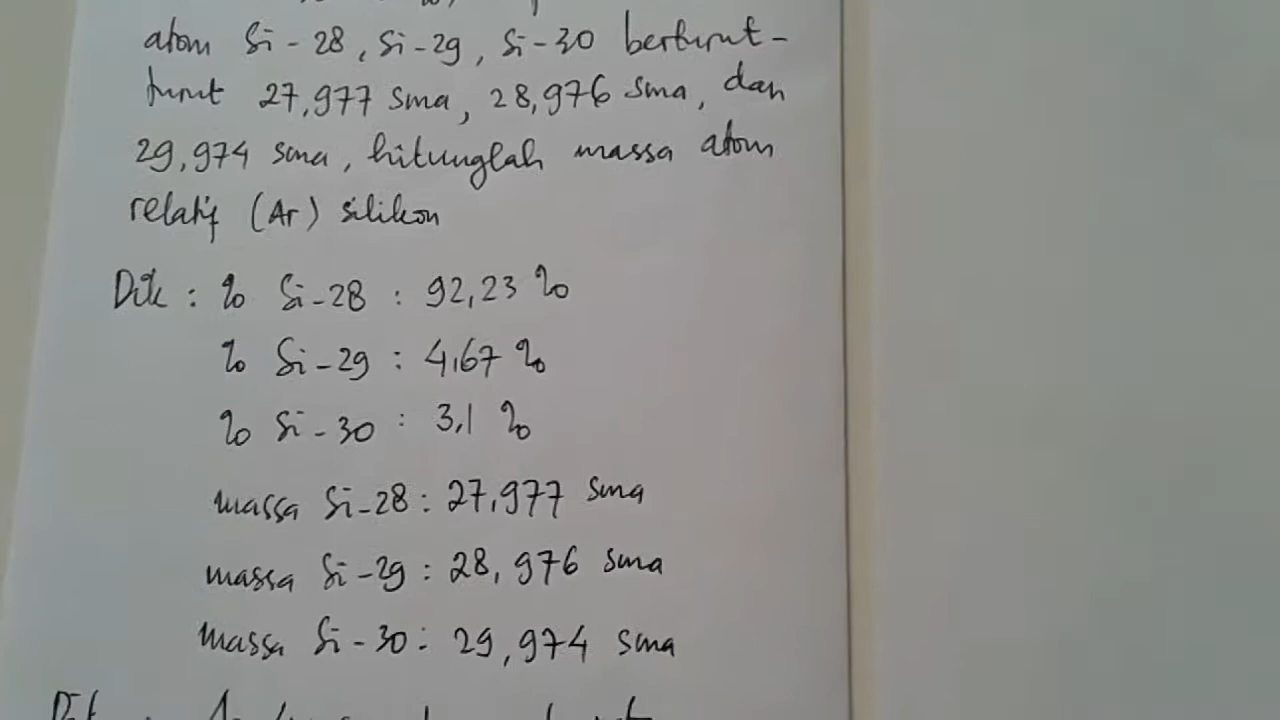 atom Si-28, Si-29, Si-30 berturut-
turut 27,977 sma, 28,976 sma, dan
29,974 sma, hitunglah massa atom
relatif (Ar) silikon
Dik : % Si-28 : 92,23 %
% Si-29 : 4,67 %
% Si-30 : 3,1 %
massa Si-28 : 27,977 sma
massa Si-29 : 28,976 sma
massa Si-30 : 29,974 sma